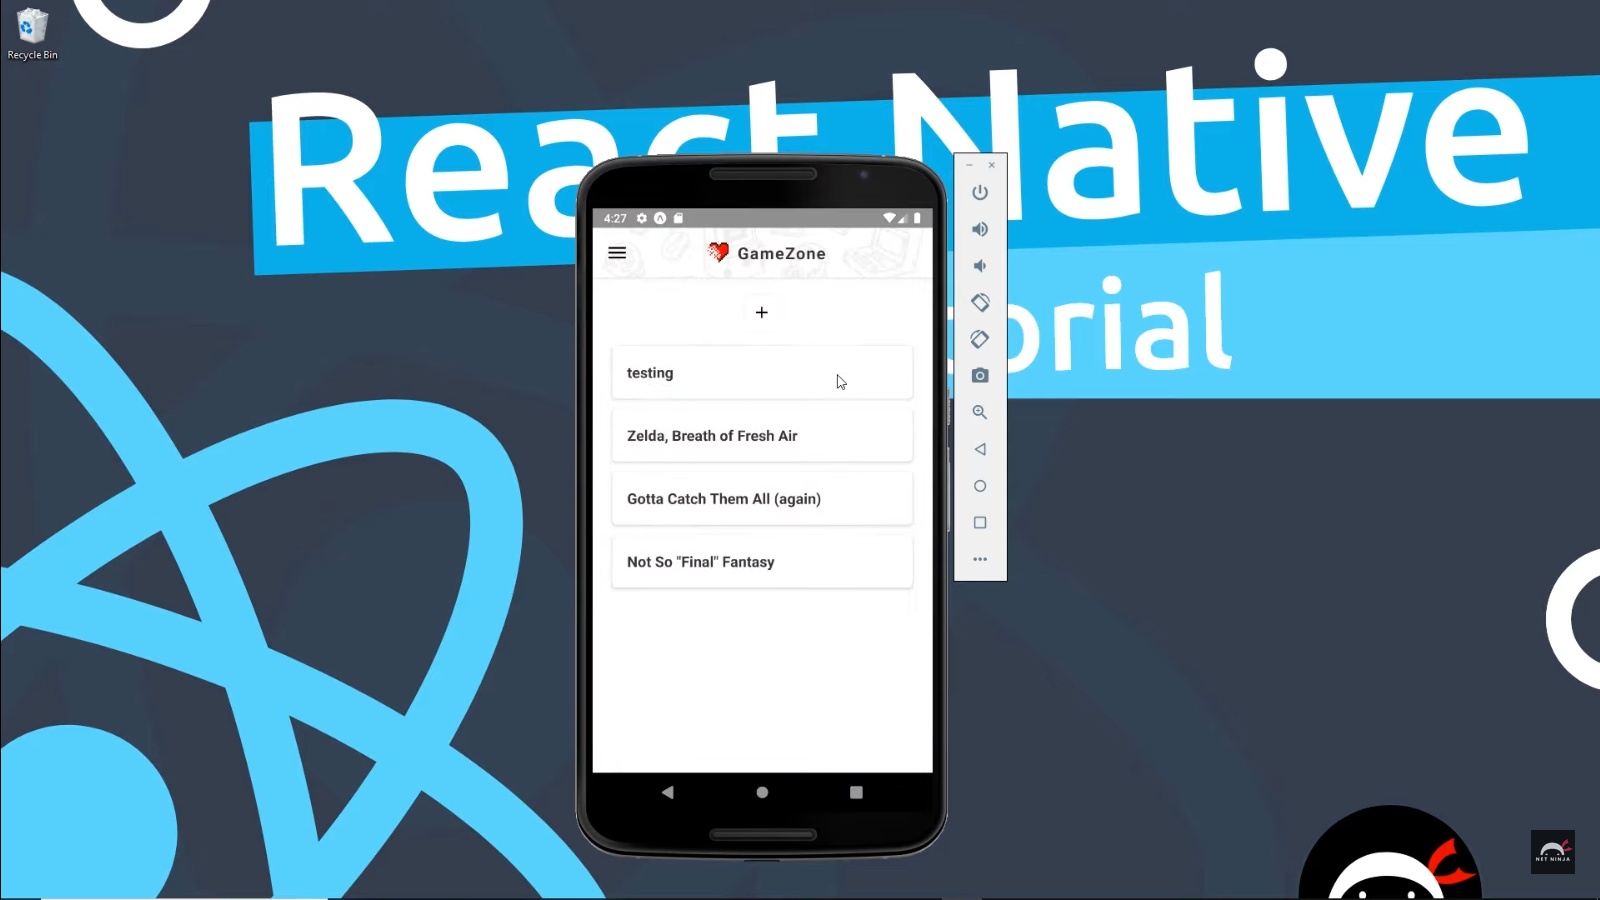 Recycle Bin
React Native
orial
4:27
GameZone
+
testing
Zelda, Breath of Fresh Air
Gotta Catch Them All (again)
Not So "Final" Fantasy
NET NINJA